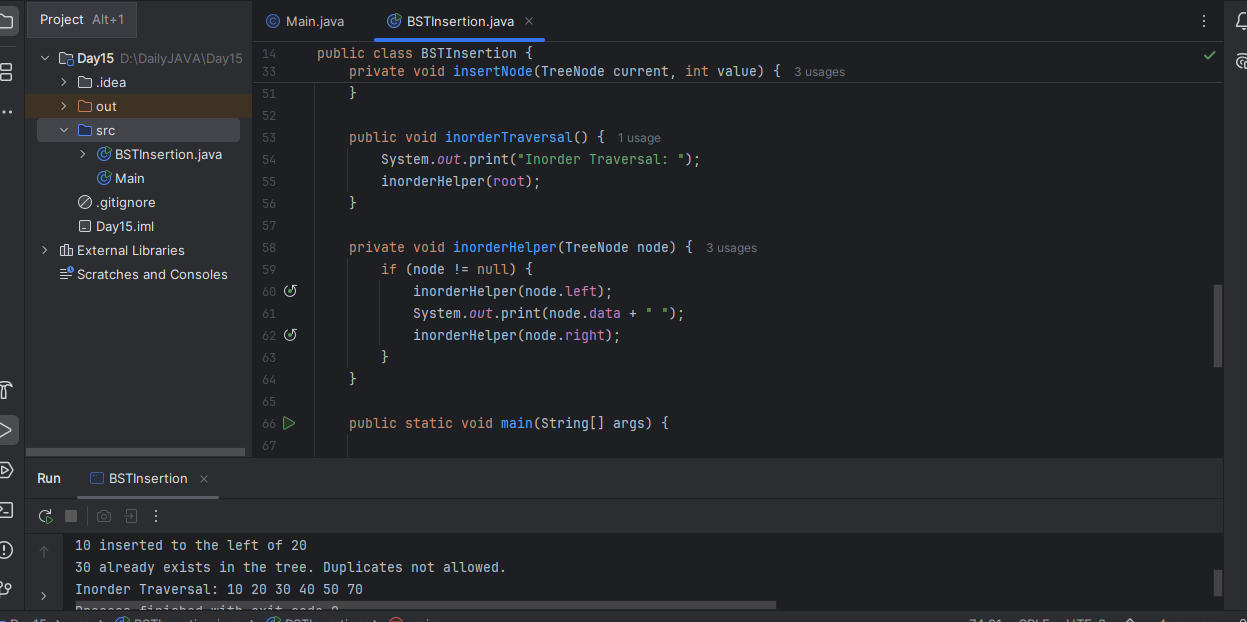 Project Alt+1
Main.java
BSTInsertion.java
Day15 D:\DailyJAVA\Day15
.idea
out
src
BSTInsertion.java
Main
.gitignore
Day15.iml
External Libraries
Scratches and Consoles
14 public class BSTInsertion {
33 private void insertNode(TreeNode current, int value) { 3 usages
51 }
52
53 public void inorderTraversal() { 1 usage
54 System.out.print("Inorder Traversal: ");
55 inorderHelper(root);
56 }
57
58 private void inorderHelper(TreeNode node) { 3 usages
59 if (node != null) {
60 inorderHelper(node.left);
61 System.out.print(node.data + " ");
62 inorderHelper(node.right);
63 }
64 }
65
66 public static void main(String[] args) {
67
Run
BSTInsertion
10 inserted to the left of 20
30 already exists in the tree. Duplicates not allowed.
Inorder Traversal: 10 20 30 40 50 70
Process finished with exit code 0